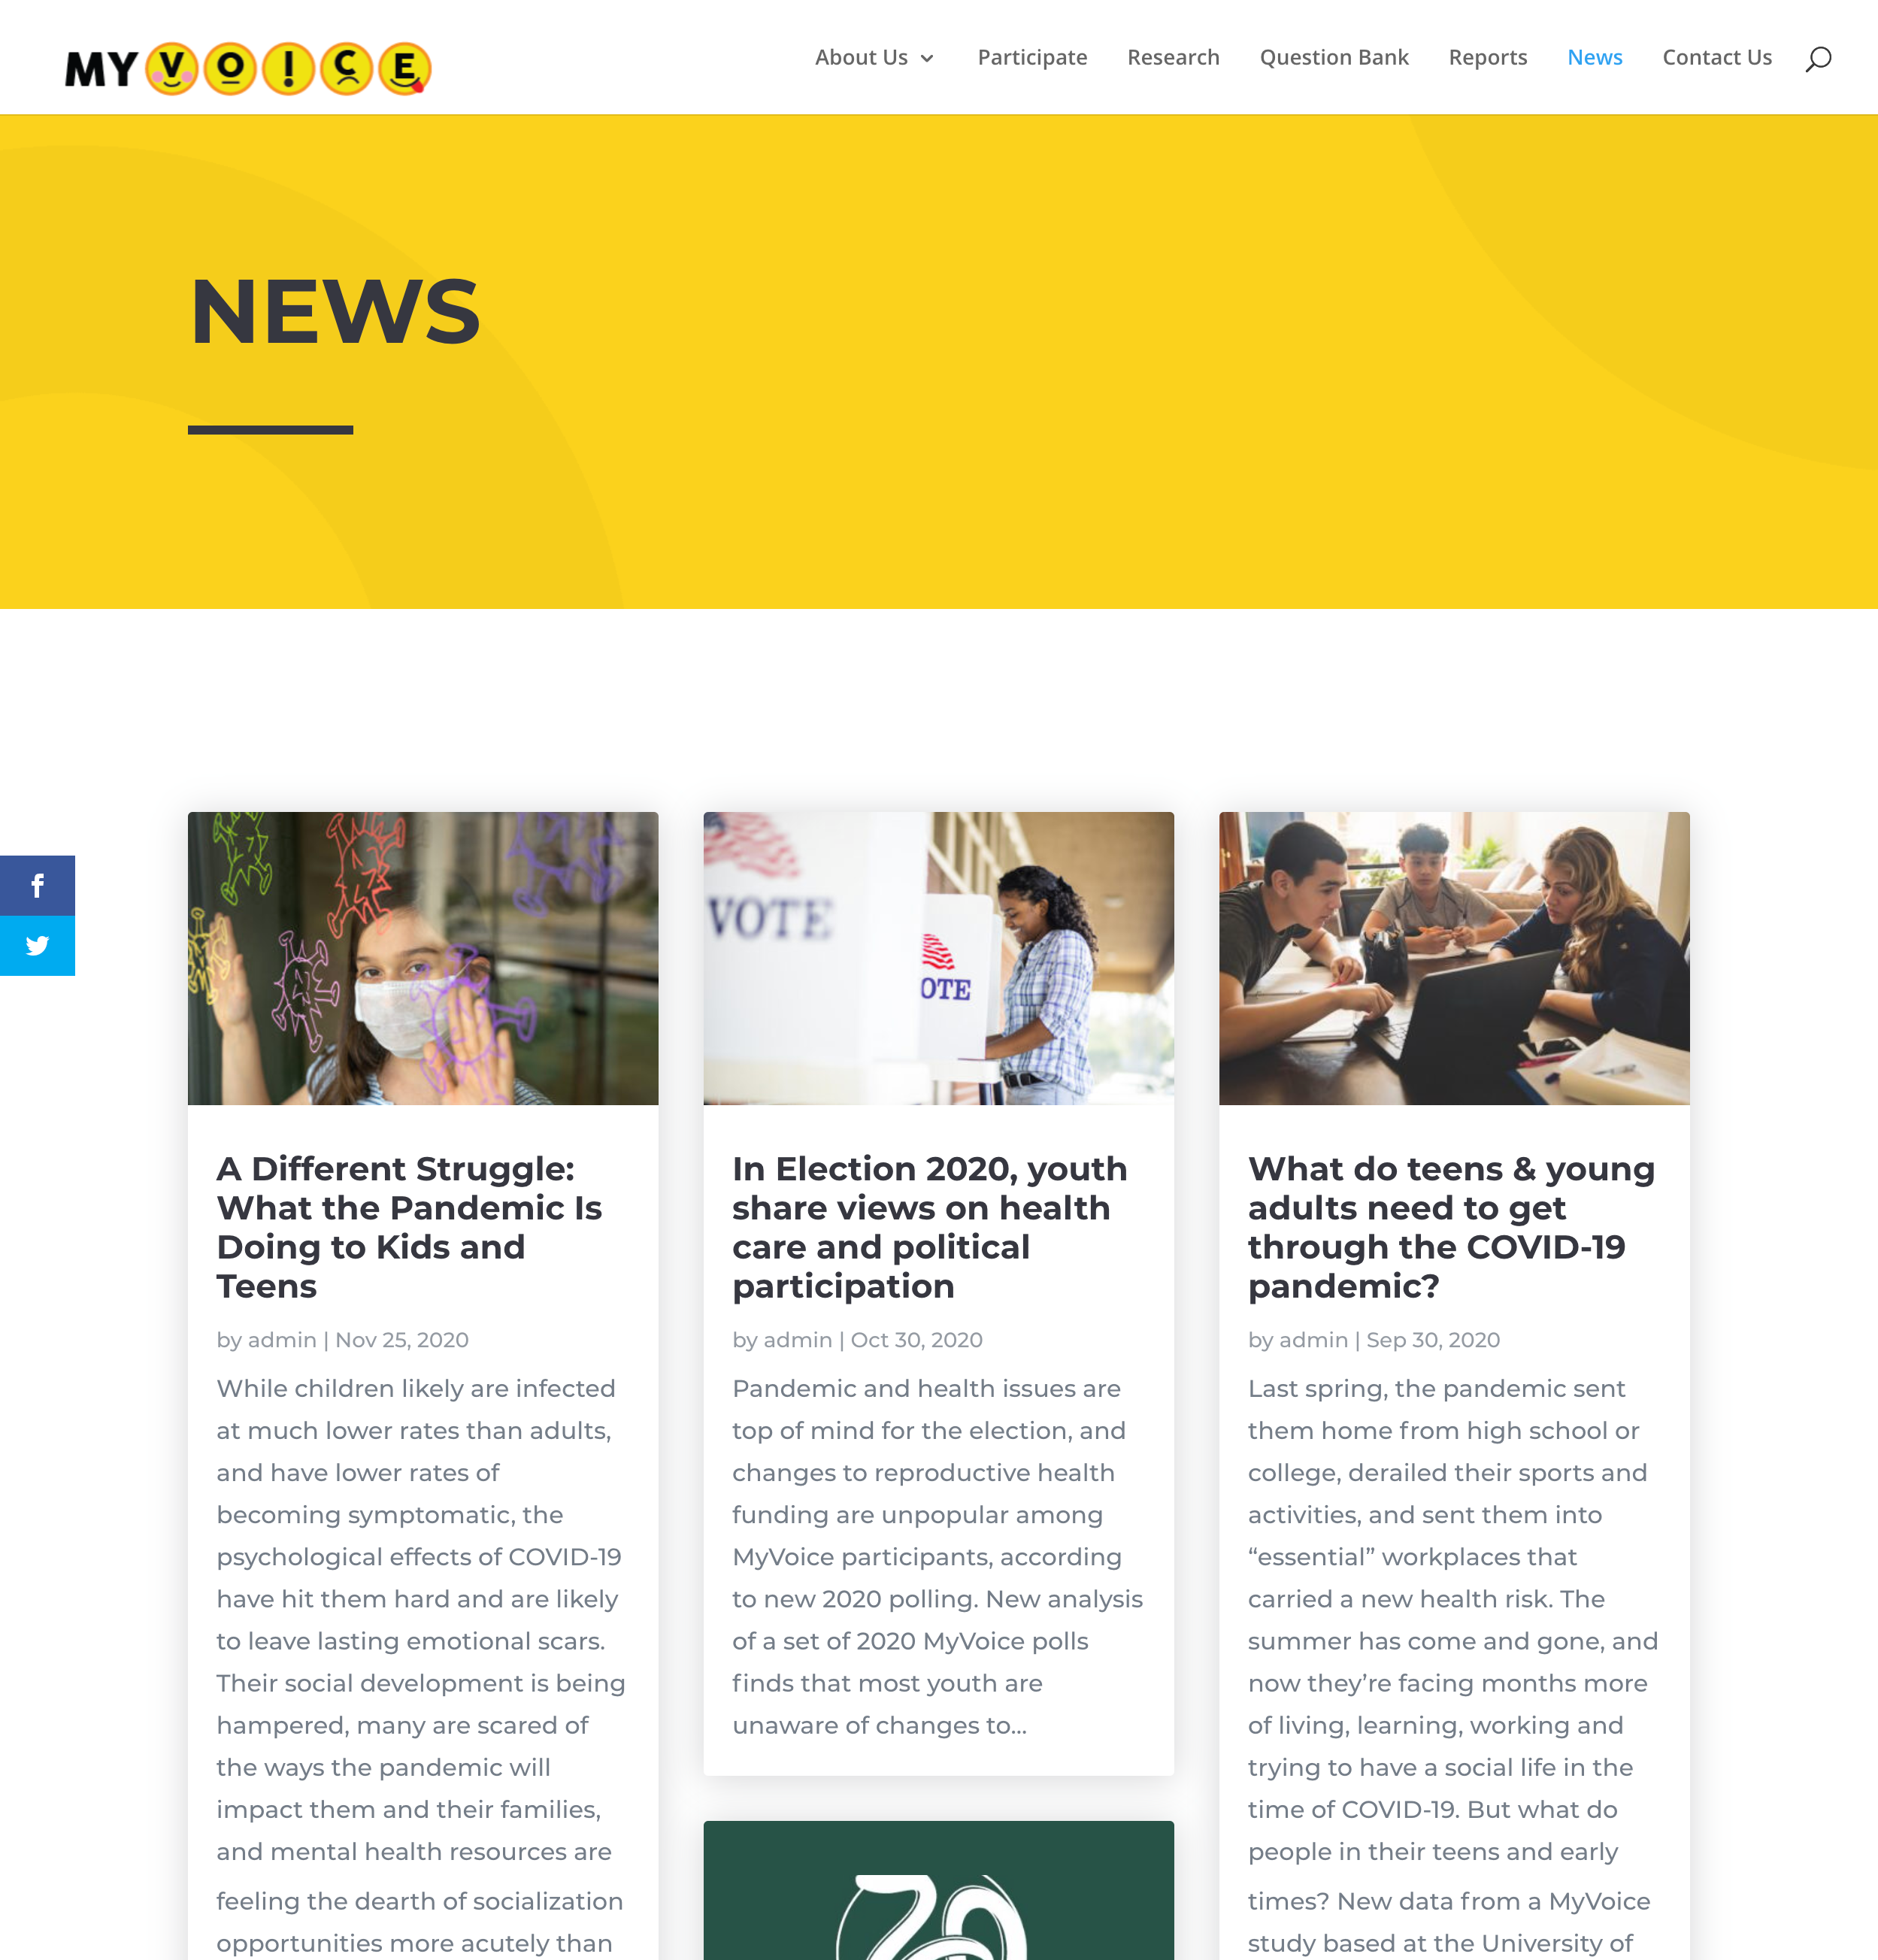 MY VO!CE
About Us
Participate
Research
Question Bank
Reports
News
Contact Us
NEWS
VOTE
OTE
A Different Struggle:
What the Pandemic Is
Doing to Kids and
Teens
by admin | Nov 25, 2020
While children likely are infected
at much lower rates than adults,
and have lower rates of
becoming symptomatic, the
psychological effects of COVID-19
have hit them hard and are likely
to leave lasting emotional scars.
Their social development is being
hampered, many are scared of
the ways the pandemic will
impact them and their families,
and mental health resources are
feeling the dearth of socialization
opportunities more acutely than
In Election 2020, youth
share views on health
care and political
participation
by admin | Oct 30, 2020
Pandemic and health issues are
top of mind for the election, and
changes to reproductive health
funding are unpopular among
MyVoice participants, according
to new 2020 polling. New analysis
of a set of 2020 MyVoice polls
finds that most youth are
unaware of changes to...
What do teens & young
adults need to get
through the COVID-19
pandemic?
by admin | Sep 30, 2020
Last spring, the pandemic sent
them home from high school or
college, derailed their sports and
activities, and sent them into
“essential” workplaces that
carried a new health risk. The
summer has come and gone, and
now they’re facing months more
of living, learning, working and
trying to have a social life in the
time of COVID-19. But what do
people in their teens and early
times? New data from a MyVoice
study based at the University of